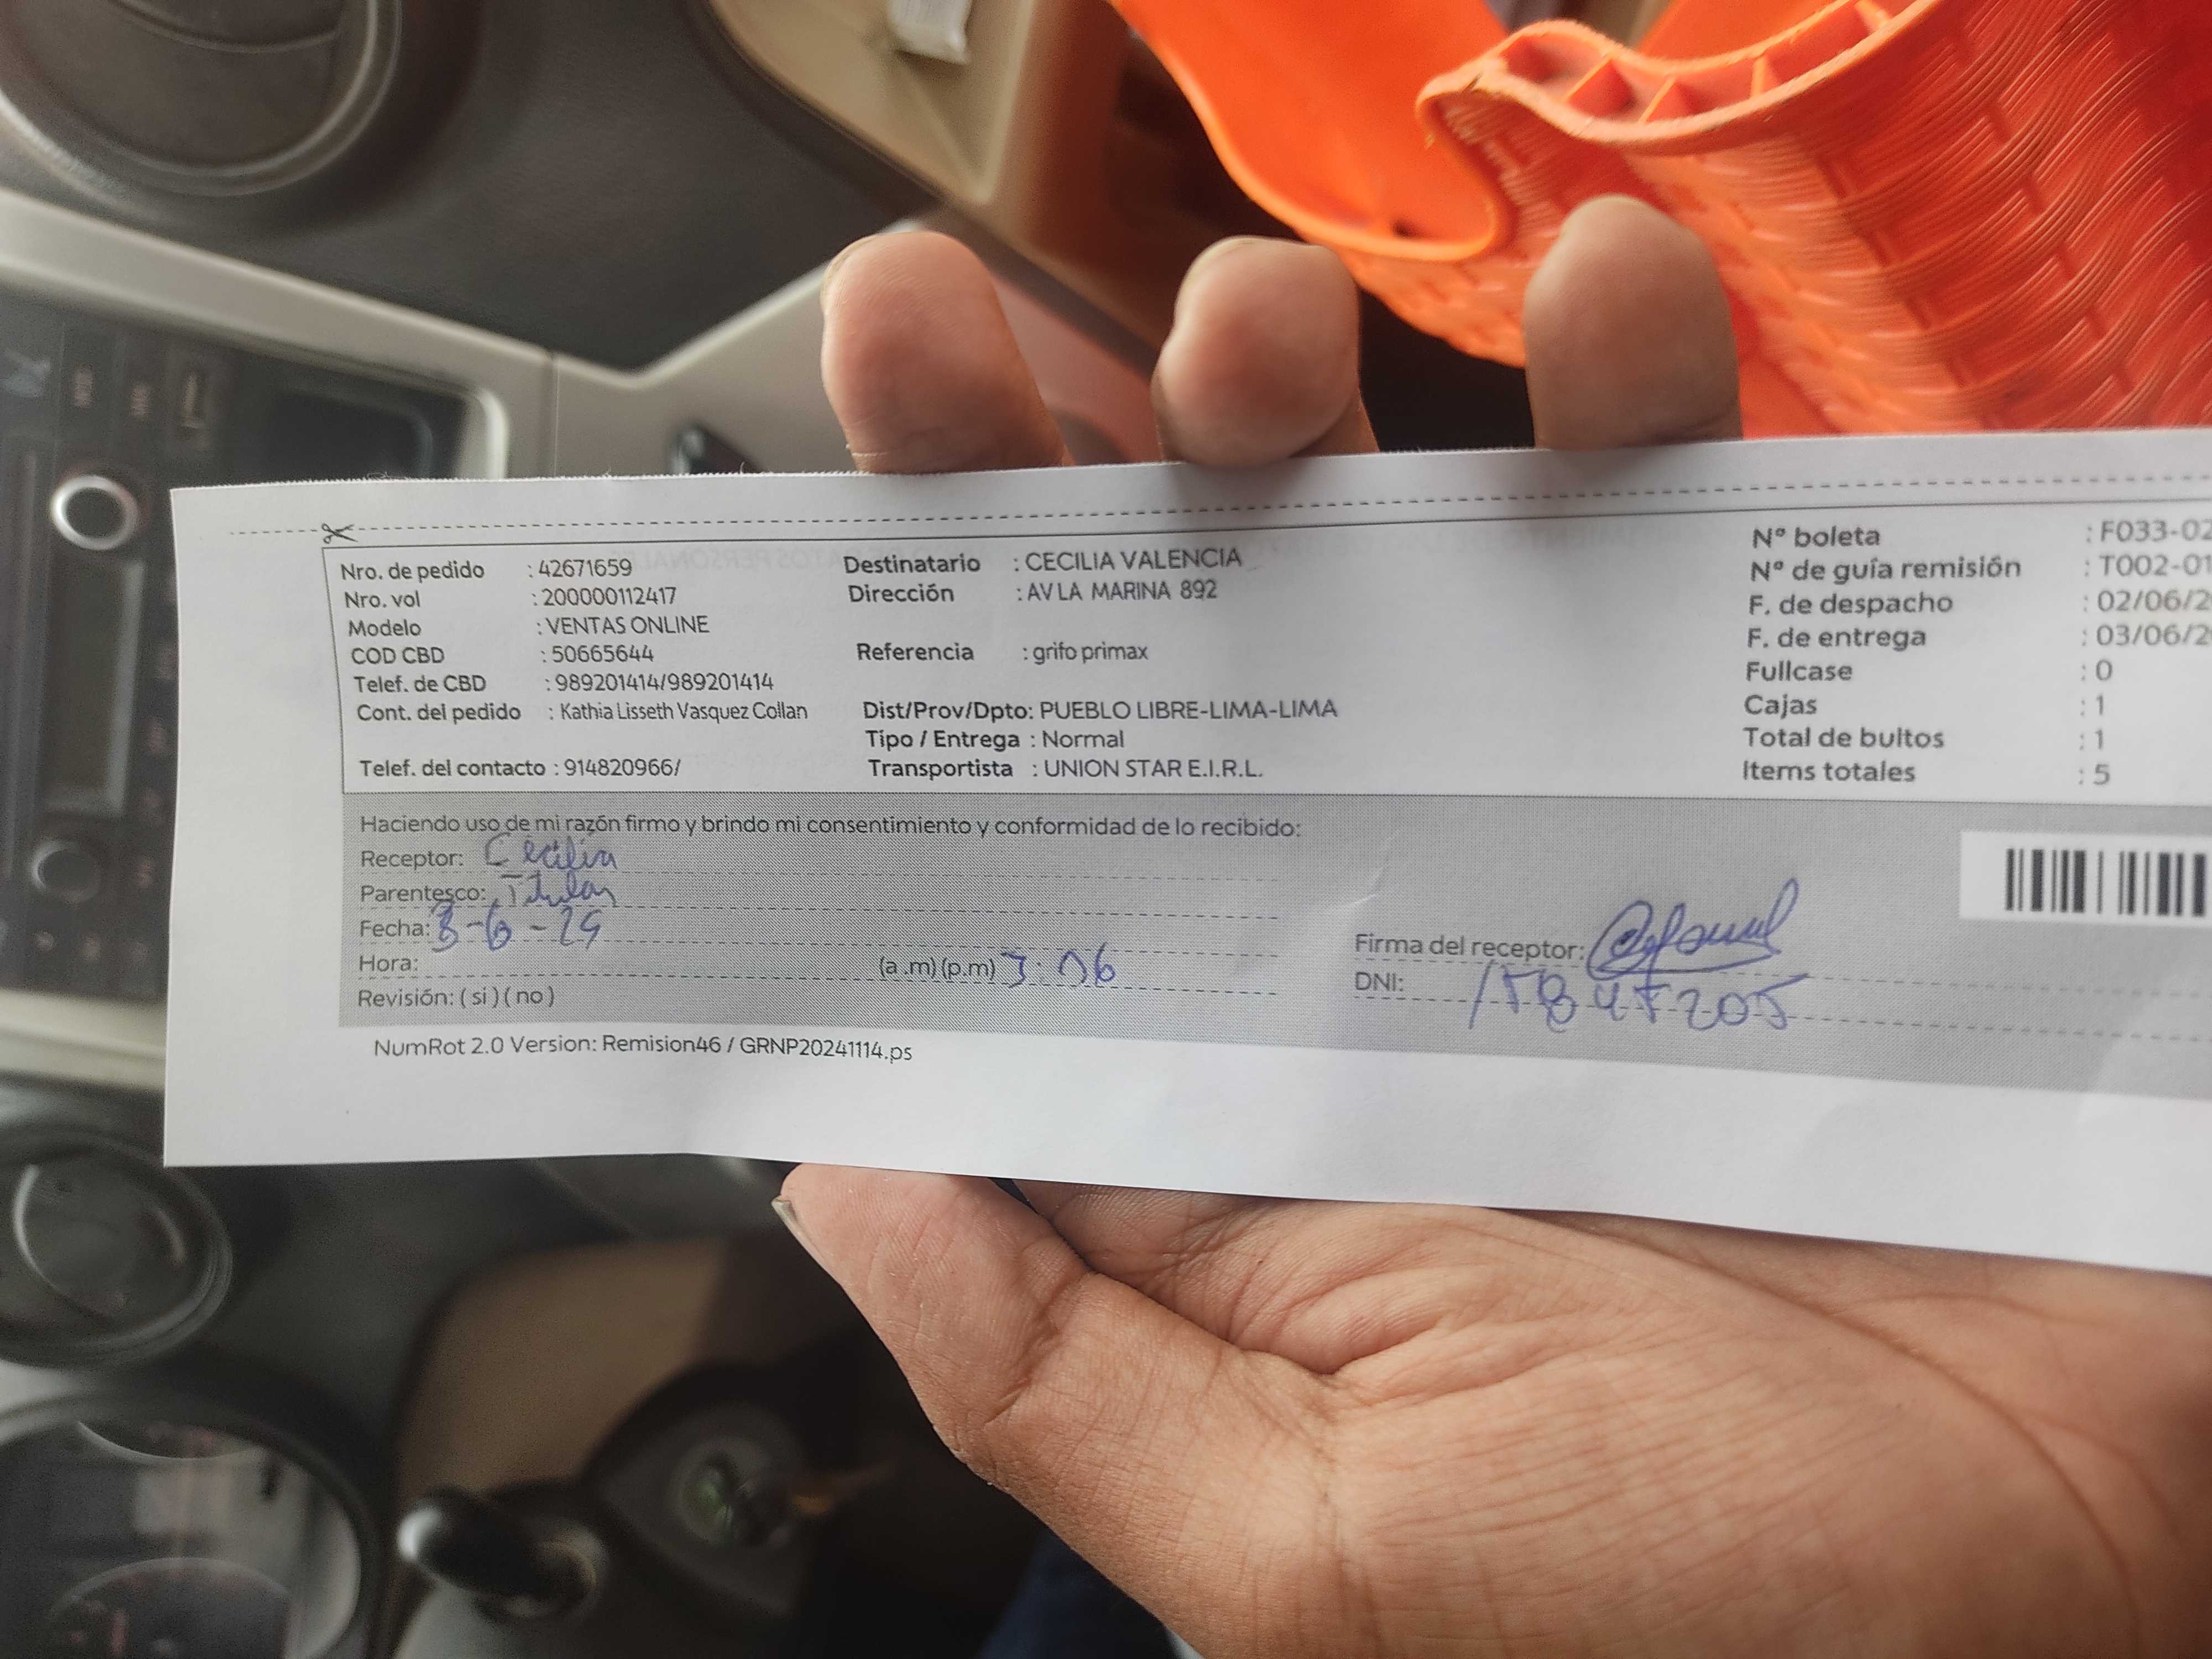 Nro. de pedido : 42671659
Nro. vol : 200000112417
Modelo : VENTAS ONLINE
COD CBD : 50665644
Telef. de CBD : 989201414/989201414
Cont. del pedido : Kathia Lisseth Vasquez Collan
Telef. del contacto : 914820966/
Destinatario : CECILIA VALENCIA
Dirección : AV LA MARINA 892
Referencia : grifo primax
Dist/Prov/Dpto: PUEBLO LIBRE-LIMA-LIMA
Tipo / Entrega : Normal
Transportista : UNION STAR E.I.R.L.
N° boleta : F033-02
N° de guía remisión : T002-01
F. de despacho : 02/06/2
F. de entrega : 03/06/2
Fullcase : 0
Cajas : 1
Total de bultos : 1
Items totales : 5
Haciendo uso de mi razón firmo y brindo mi consentimiento y conformidad de lo recibido:
Receptor: Cecilia
Parentesco: Titular
Fecha: 3-6-25
Hora: (a .m) (p.m) 3:06
Revisión: ( si ) ( no )
Firma del receptor:
DNI:
NumRot 2.0 Version: Remision46 / GRNP20241114.ps